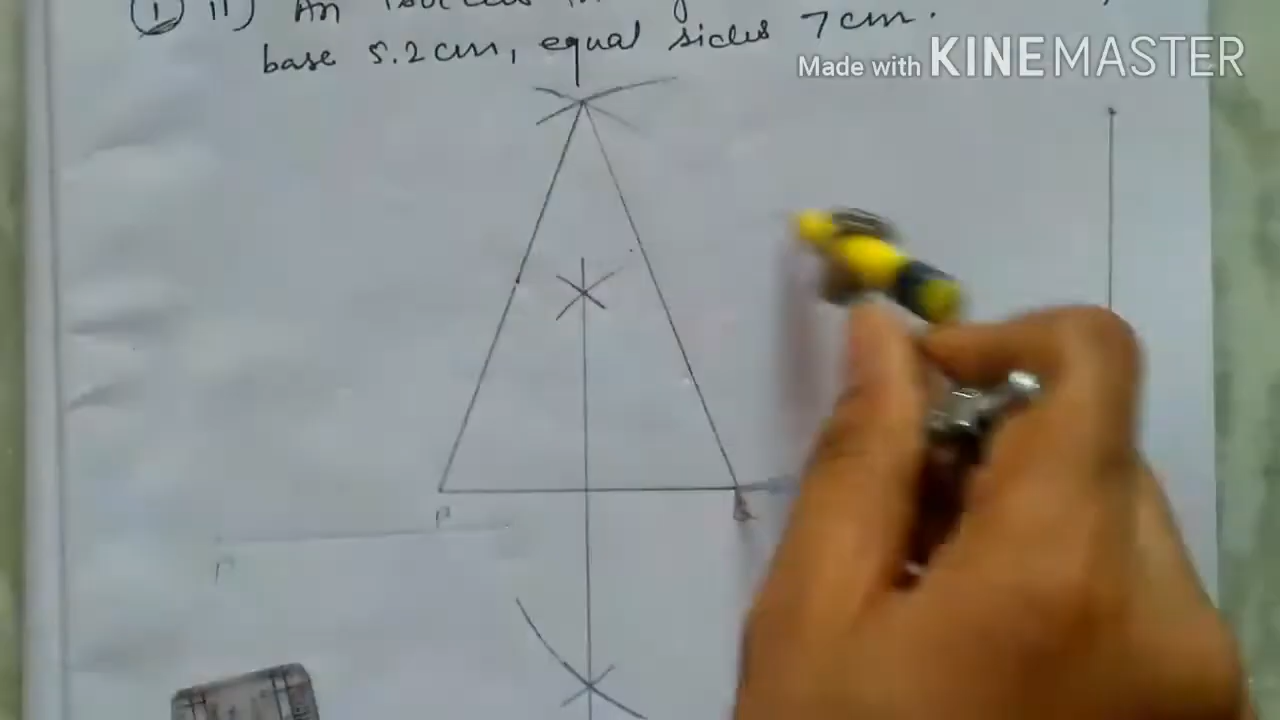 (i) ii) An
base 5.2 cm, equal sides 7 cm.
Made with KINEMASTER
P
P